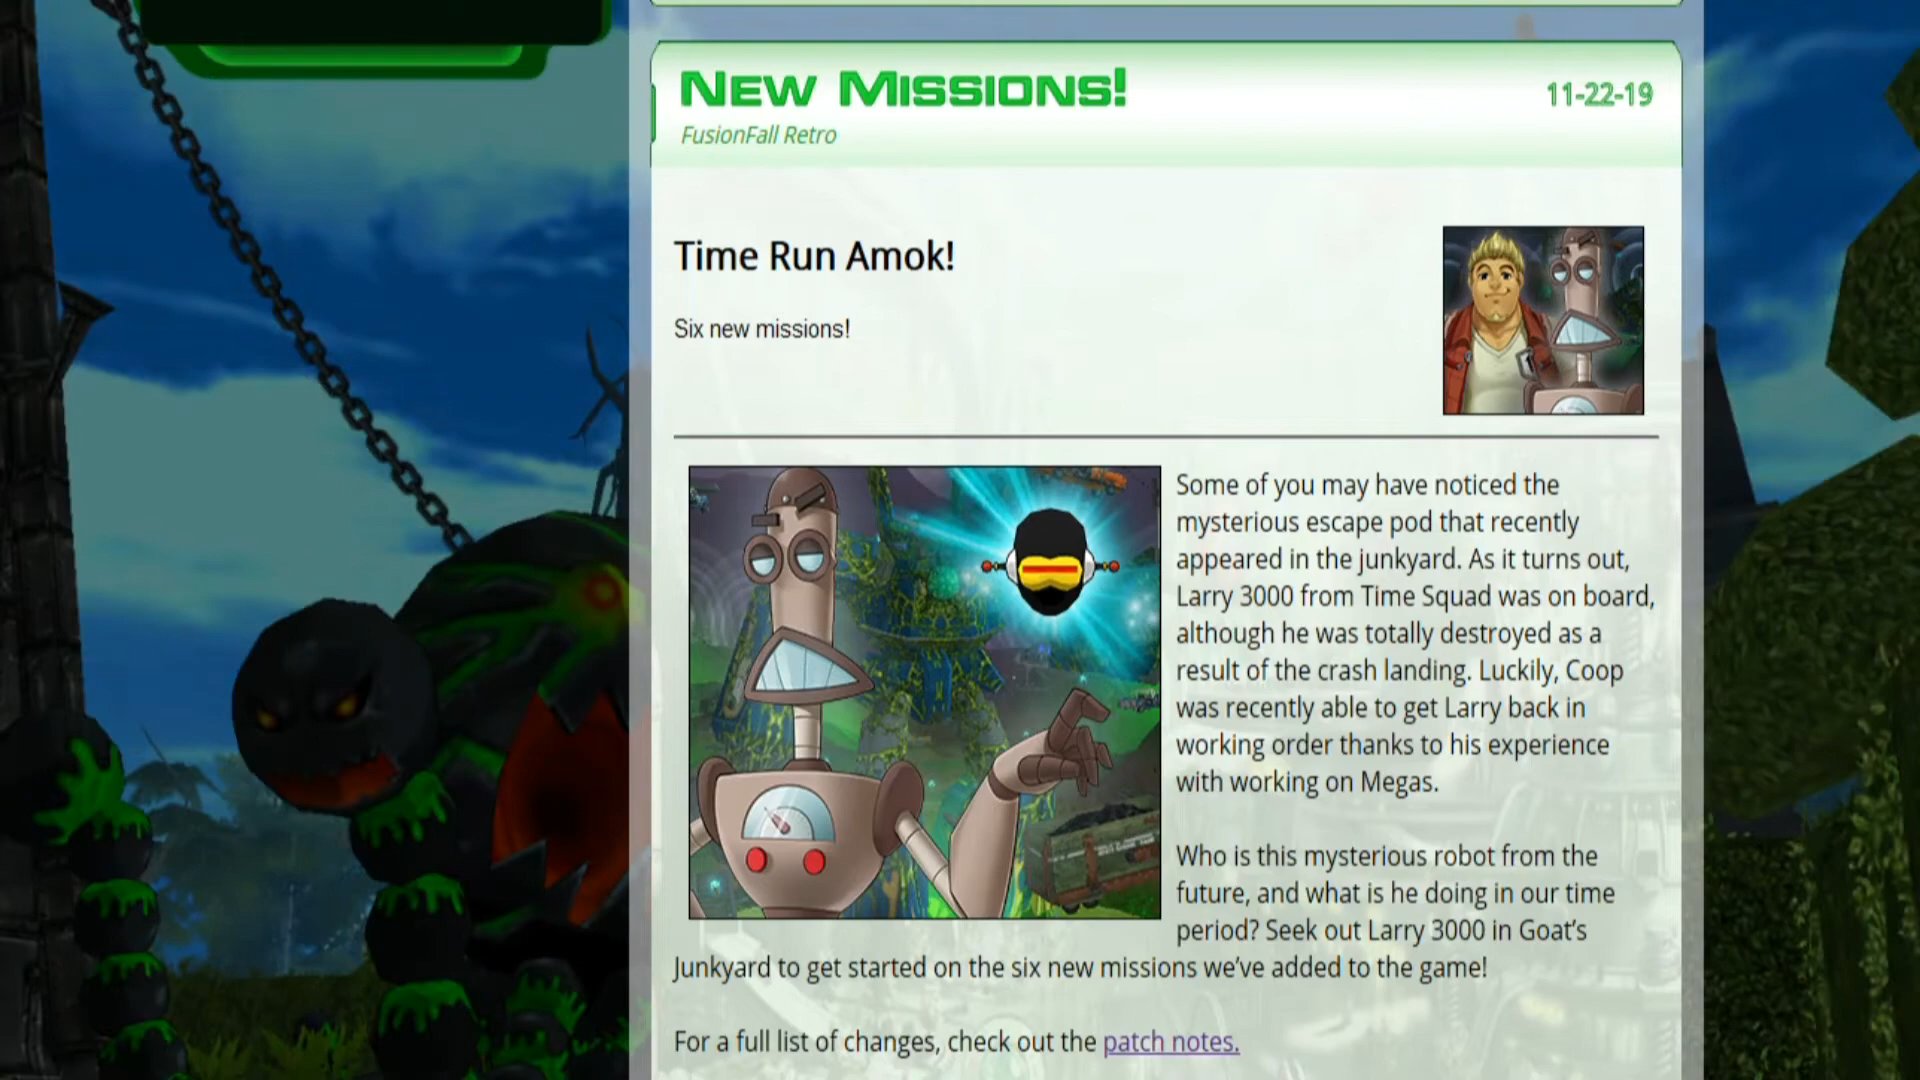 New Missions!
11-22-19
FusionFall Retro
Time Run Amok!
Six new missions!
Some of you may have noticed the
mysterious escape pod that recently
appeared in the junkyard. As it turns out,
Larry 3000 from Time Squad was on board,
although he was totally destroyed as a
result of the crash landing. Luckily, Coop
was recently able to get Larry back in
working order thanks to his experience
with working on Megas.
Who is this mysterious robot from the
future, and what is he doing in our time
period? Seek out Larry 3000 in Goat’s
Junkyard to get started on the six new missions we’ve added to the game!
For a full list of changes, check out the patch notes.